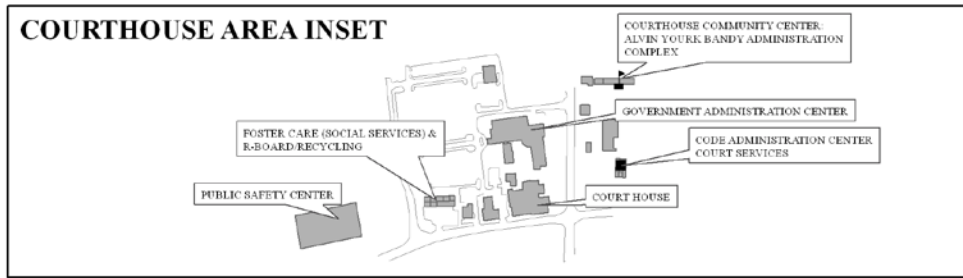 COURTHOUSE AREA INSET
COURTHOUSE COMMUNITY CENTER:
ALVIN YOURK BANDY ADMINISTRATION
COMPLEX
GOVERNMENT ADMINISTRATION CENTER
FOSTER CARE (SOCIAL SERVICES) &
R-BOARD/RECYCLING
CODE ADMINISTRATION CENTER
COURT SERVICES
PUBLIC SAFETY CENTER
COURT HOUSE